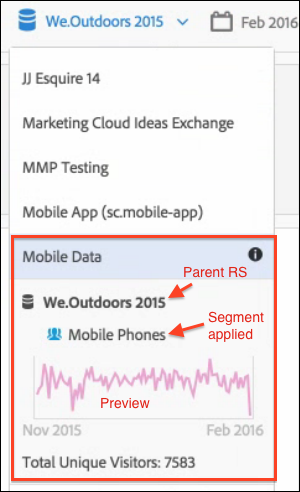 We.Outdoors 2015 Feb 2016
JJ Esquire 14
Marketing Cloud Ideas Exchange
MMP Testing
Mobile App (sc.mobile-app)
Mobile Data
Parent RS
We.Outdoors 2015
Segment
applied
Mobile Phones
Preview
Nov 2015 Feb 2016
Total Unique Visitors: 7583